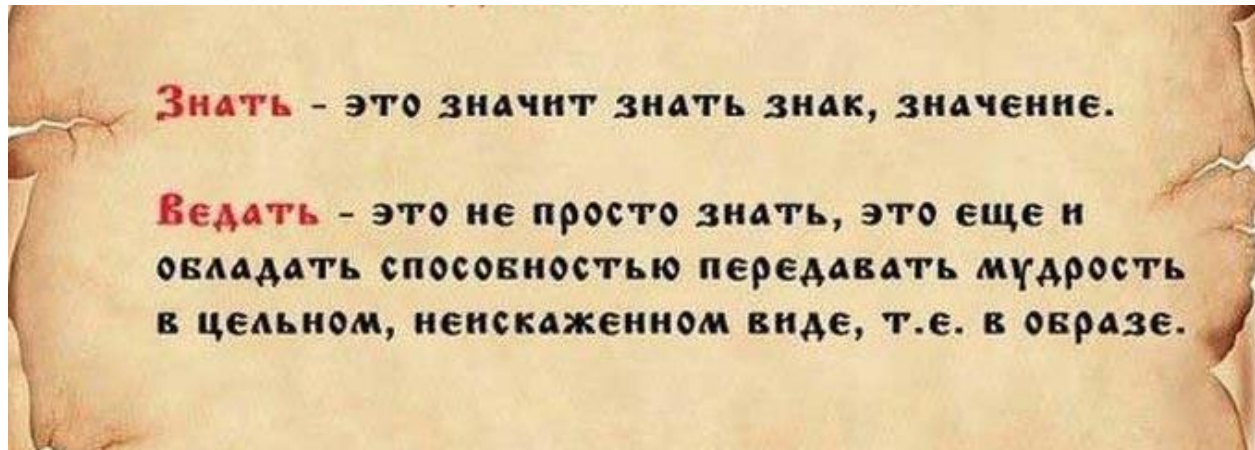 Знать - это значит знать знак, значение.
Ведать - это не просто знать, это еще и
обладать способностью передавать мудрость
в цельном, неискаженном виде, т.е. в образе.